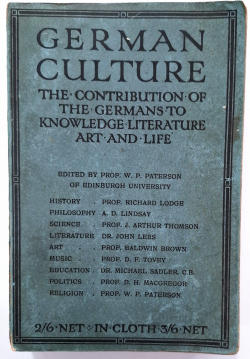 GERMAN
CULTURE
THE·CONTRIBUTION·OF
THE·GERMANS·TO
KNOWLEDGE·LITERATURE
ART·AND·LIFE
EDITED BY PROF. W. P. PATERSON
OF EDINBURGH UNIVERSITY
HISTORY . PROF. RICHARD LODGE
PHILOSOPHY A. D. LINDSAY
SCIENCE . PROF. J. ARTHUR THOMSON
LITERATURE DR. JOHN LEES
ART . PROF. BALDWIN BROWN
MUSIC . PROF. D. F. TOVEY
EDUCATION . DR. MICHAEL SADLER, C.B.
POLITICS . PROF. D. H. MACGREGOR
RELIGION . PROF. W. P. PATERSON
2/6·NET : IN CLOTH 3/6·NET